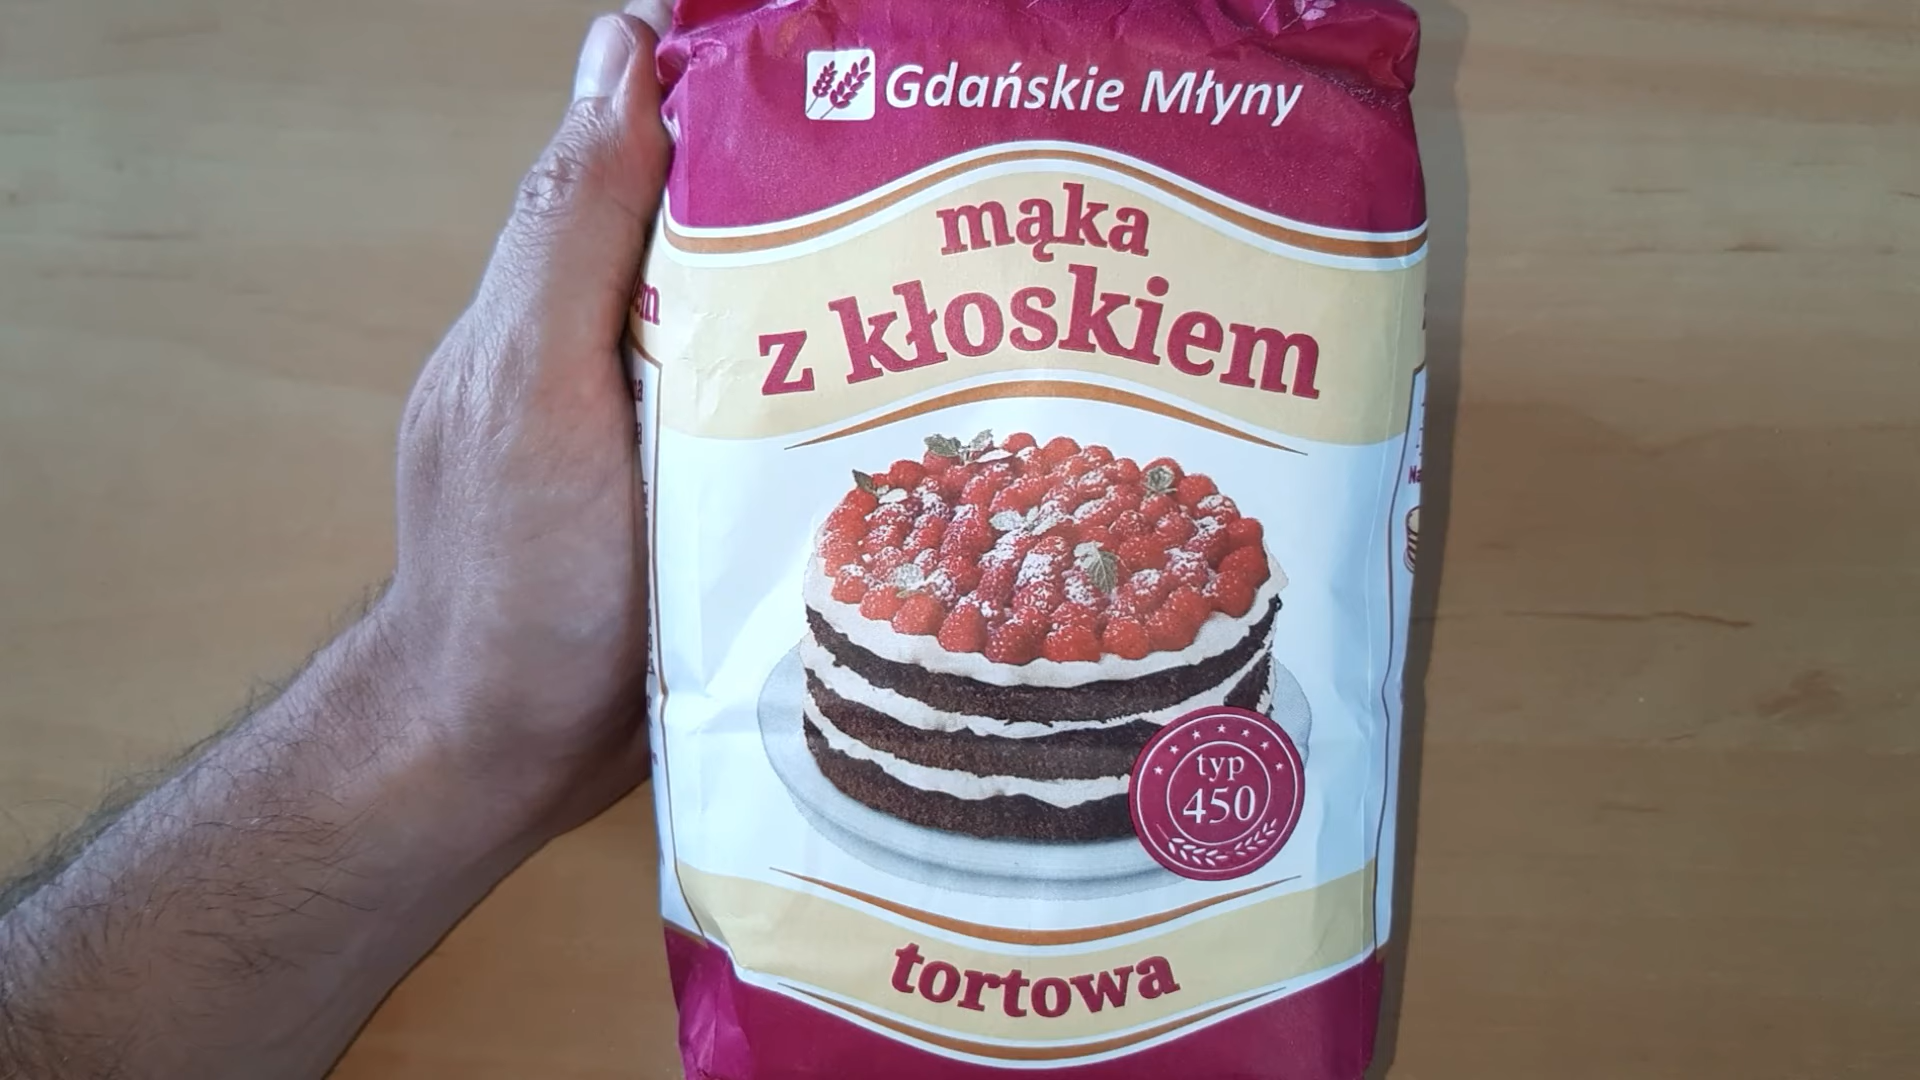 Gdańskie Młyny
mąka
z kłoskiem
typ
450
tortowa